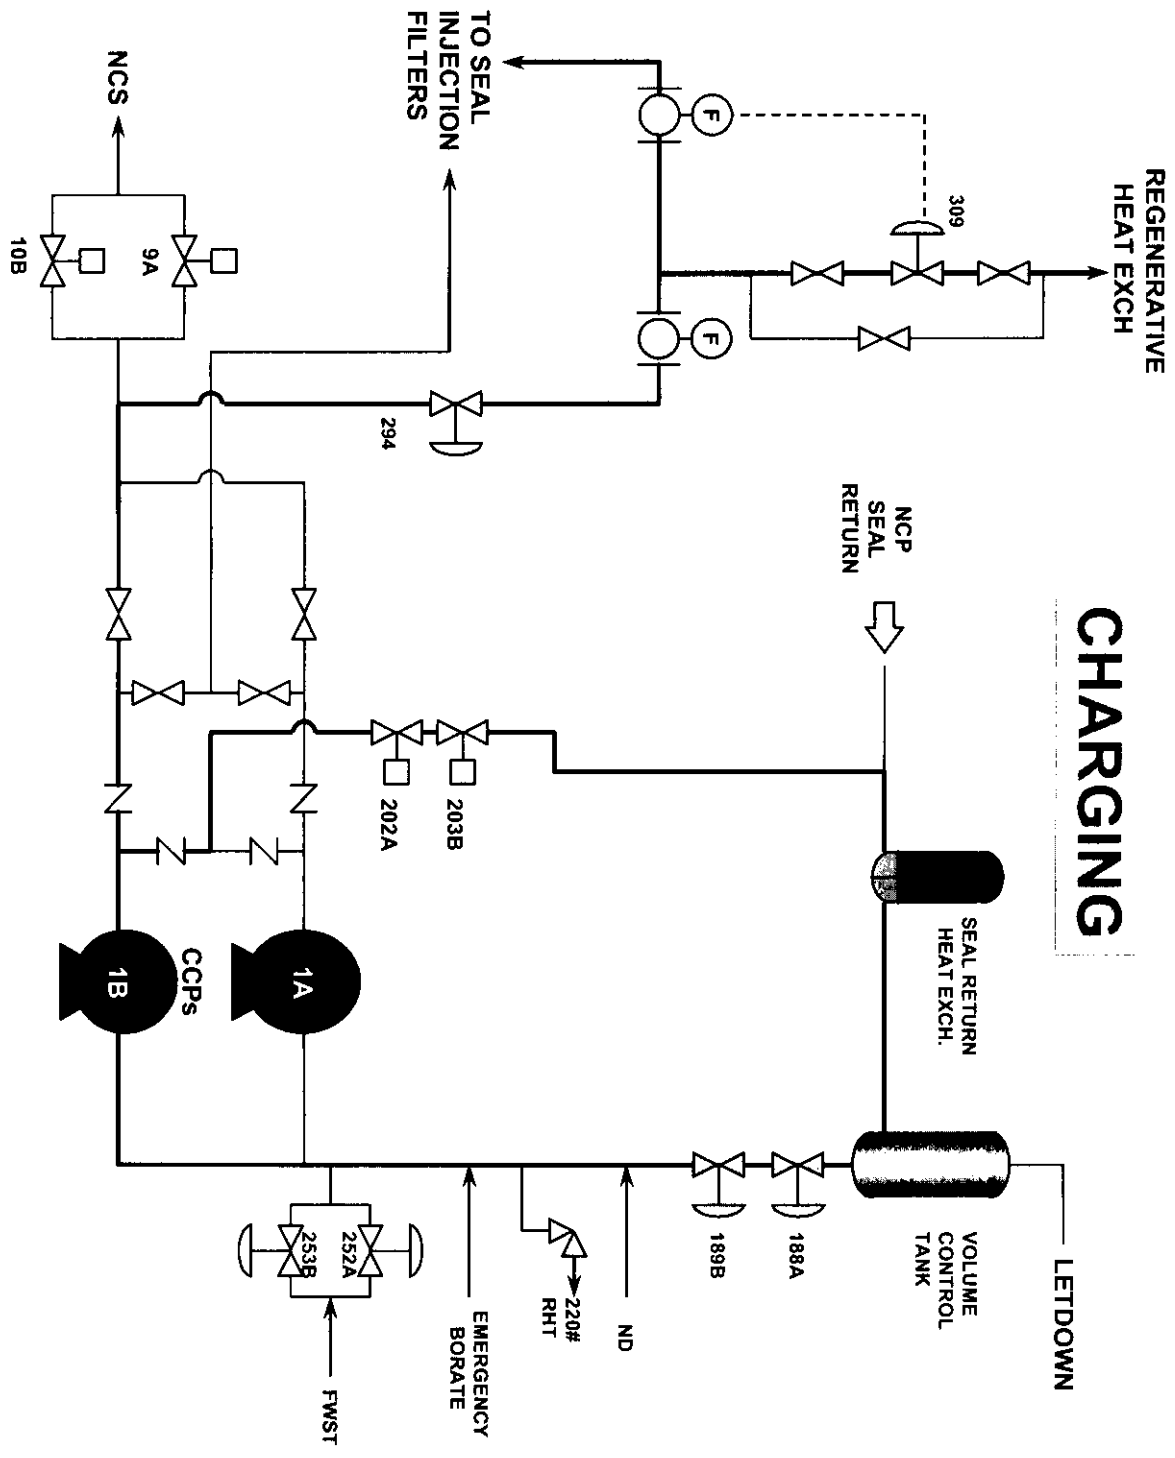 CHARGING
REGENERATIVE
HEAT EXCH
309
F
F
TO SEAL
INJECTION
FILTERS
NCS
9A
10B
294
NCP
SEAL
RETURN
203B
202A
SEAL RETURN
HEAT EXCH.
CCPs
1A
1B
LETDOWN
VOLUME
CONTROL
TANK
188A
189B
ND
220#
RHT
EMERGENCY
BORATE
252A
253B
FWST